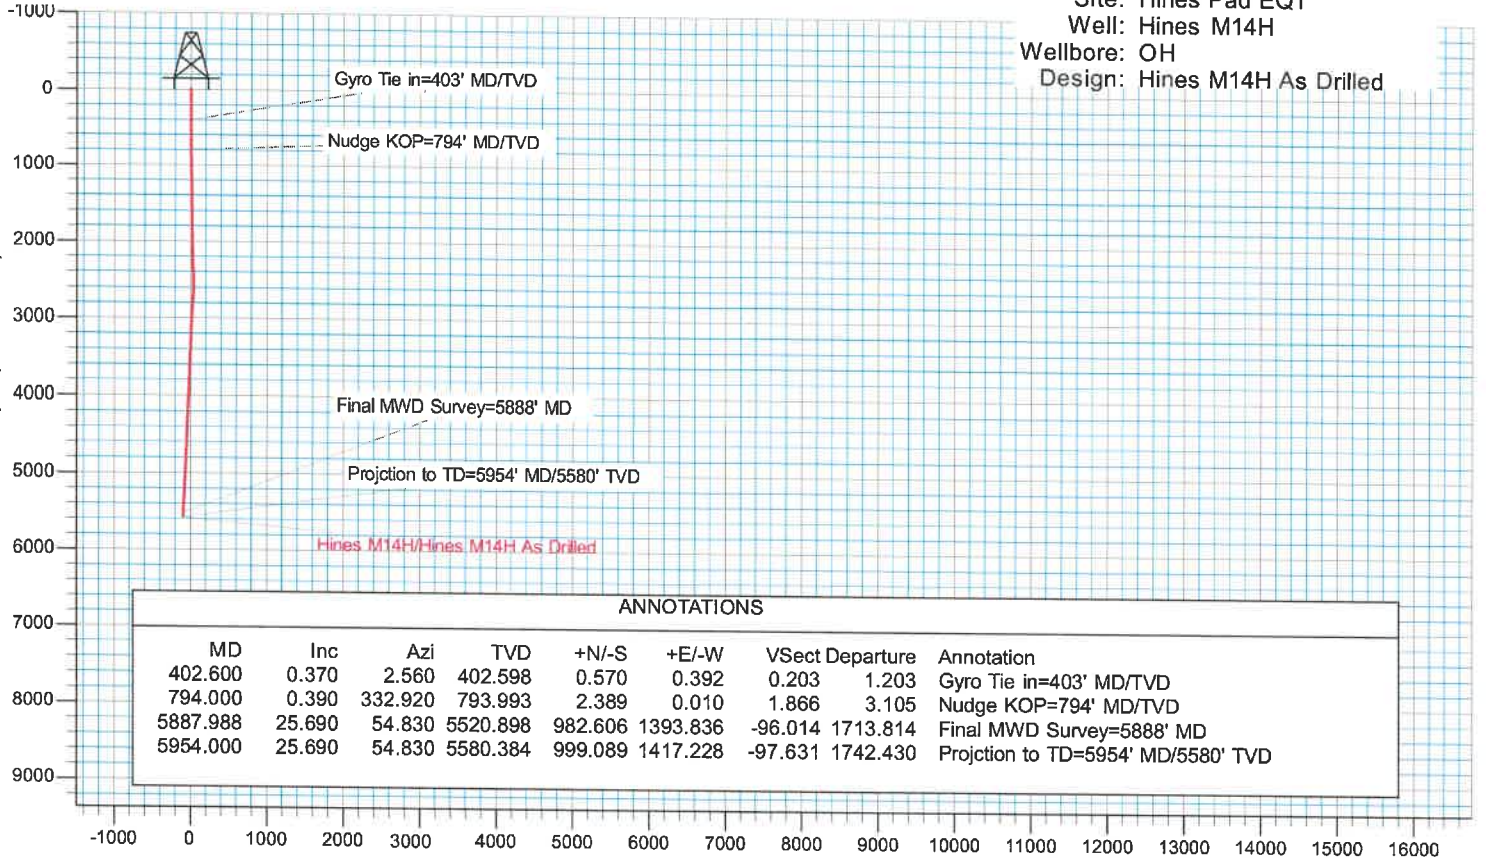 Site: Hines Pad EQT
Well: Hines M14H
Wellbore: OH
Design: Hines M14H As Drilled
-1000
0
1000
2000
3000
4000
5000
6000
7000
8000
9000
Gyro Tie in=403' MD/TVD
Nudge KOP=794' MD/TVD
Final MWD Survey=5888' MD
Projction to TD=5954' MD/5580' TVD
Hines M14H/Hines M14H As Drilled
ANNOTATIONS
MD Inc Azi TVD +N/-S +E/-W VSect Departure Annotation
402.600 0.370 2.560 402.598 0.570 0.392 0.203 1.203 Gyro Tie in=403' MD/TVD
794.000 0.390 332.920 793.993 2.389 0.010 1.866 3.105 Nudge KOP=794' MD/TVD
5887.988 25.690 54.830 5520.898 982.606 1393.836 -96.014 1713.814 Final MWD Survey=5888' MD
5954.000 25.690 54.830 5580.384 999.089 1417.228 -97.631 1742.430 Projction to TD=5954' MD/5580' TVD
-1000 0 1000 2000 3000 4000 5000 6000 7000 8000 9000 10000 11000 12000 13000 14000 15000 16000